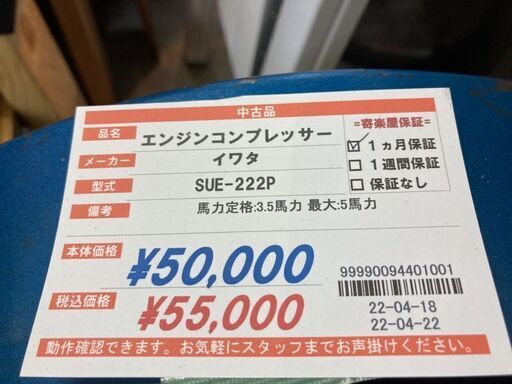 中古品
品名 エンジンコンプレッサー
メーカー イワタ
型式 SUE-222P
備考 馬力定格:3.5馬力 最大:5馬力
=寄楽屋保証=
☑ 1ヵ月保証
□ 1週間保証
□ 保証なし
本体価格 ¥50,000
税込価格 ¥55,000
99990094401001
22-04-18
22-04-22
動作確認できます。お気軽にスタッフまでお声掛けください。